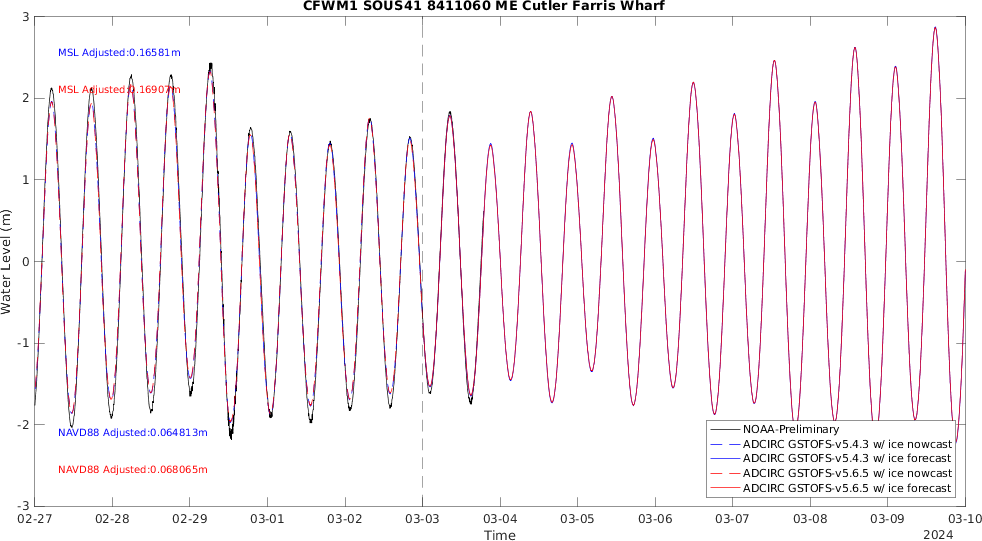 CFWM1 SOUS41 8411060 ME Cutler Farris Wharf
3
2
1
0
-1
-2
-3
Water Level (m)
MSL Adjusted:0.16581m
MSL Adjusted:0.16907m
NAVD88 Adjusted:0.064813m
NAVD88 Adjusted:0.068065m
NOAA-Preliminary
ADCIRC GSTOFS-v5.4.3 w/ ice nowcast
ADCIRC GSTOFS-v5.4.3 w/ ice forecast
ADCIRC GSTOFS-v5.6.5 w/ ice nowcast
ADCIRC GSTOFS-v5.6.5 w/ ice forecast
02-27 02-28 02-29 03-01 03-02 03-03 03-04 03-05 03-06 03-07 03-08 03-09 03-10
Time
2024